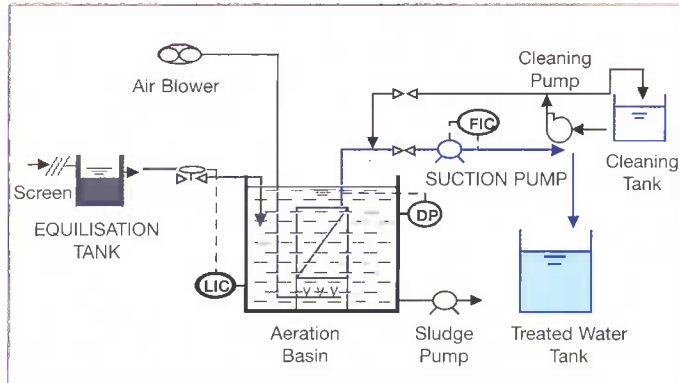 Cleaning
Pump
Air Blower
FIC
Cleaning
Tank
SUCTION PUMP
Screen
EQUILISATION
TANK
DP
LIC
Aeration
Basin
Sludge
Pump
Treated Water
Tank